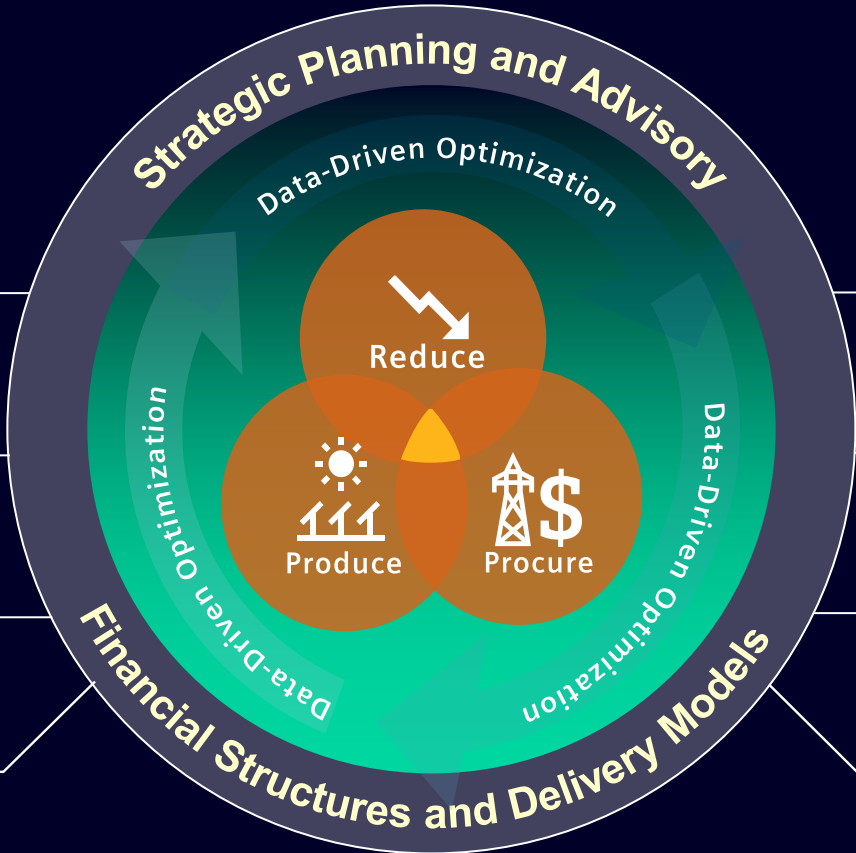 Strategic Planning and Advisory
Data-Driven Optimization
Reduce
Data-Driven Optimization
Data-Driven Optimization
$
Produce
Procure
Financial Structures and Delivery Models